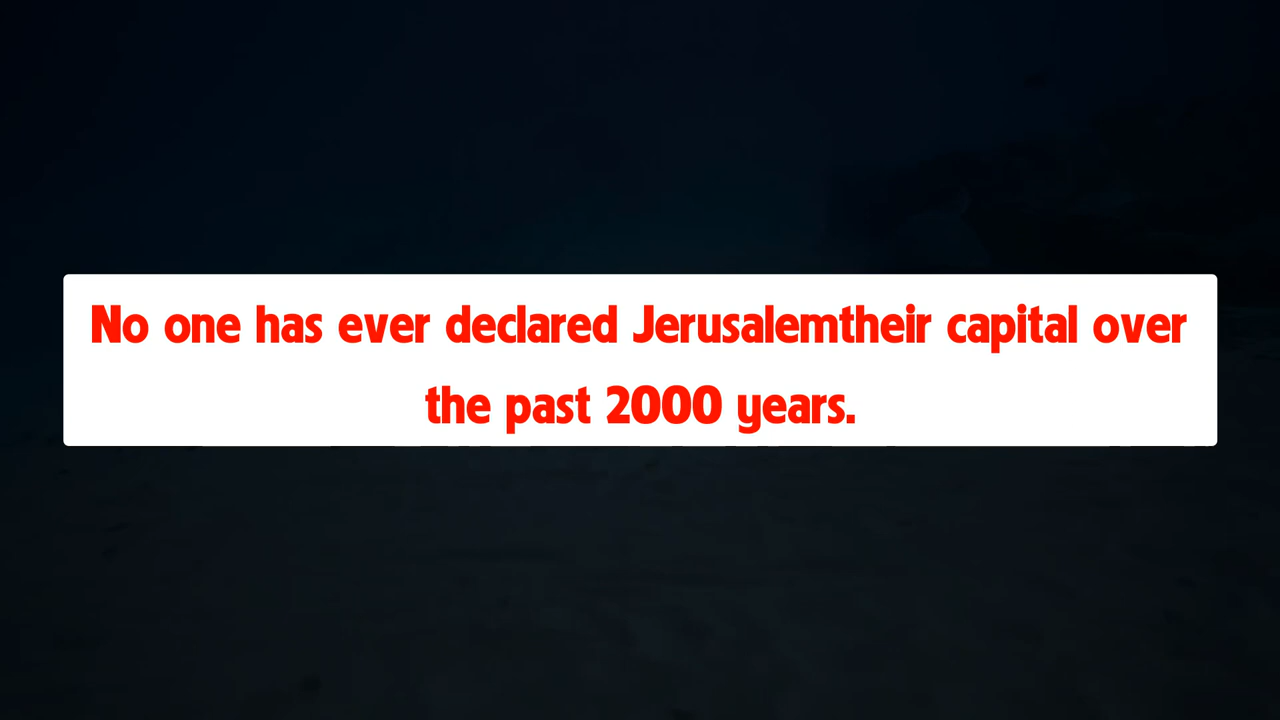 No one has ever declared Jerusalemtheir capital over
the past 2000 years.